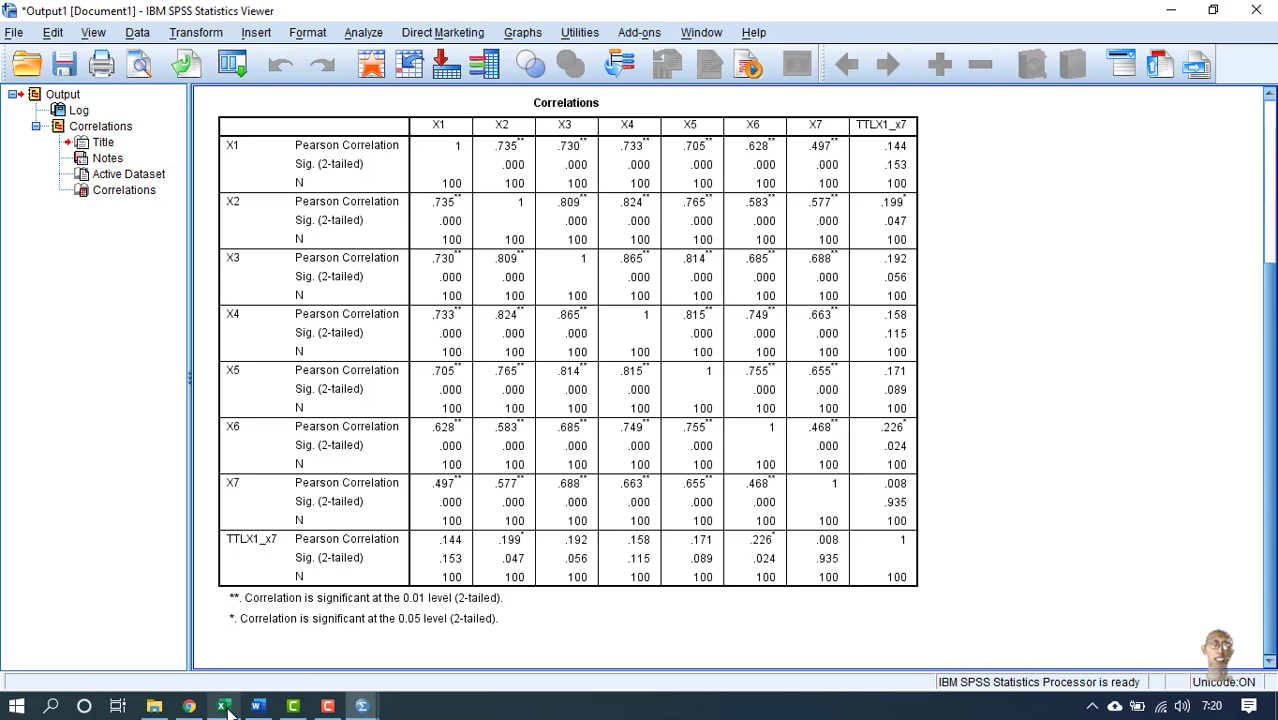 *Output1 [Document1] - IBM SPSS Statistics Viewer
File Edit View Data Transform Insert Format Analyze Direct Marketing Graphs Utilities Add-ons Window Help
Output
Log
Correlations
Title
Notes
Active Dataset
Correlations
Correlations
X1 X2 X3 X4 X5 X6 X7 TTLX1_x7
X1 Pearson Correlation 1 .735** .730** .733** .705** .628** .497** .144
Sig. (2-tailed) .000 .000 .000 .000 .000 .000 .153
N 100 100 100 100 100 100 100 100
X2 Pearson Correlation .735** 1 .809** .824** .765** .583** .577** .199*
Sig. (2-tailed) .000 .000 .000 .000 .000 .000 .047
N 100 100 100 100 100 100 100 100
X3 Pearson Correlation .730** .809** 1 .865** .814** .685** .688** .192
Sig. (2-tailed) .000 .000 .000 .000 .000 .000 .056
N 100 100 100 100 100 100 100 100
X4 Pearson Correlation .733** .824** .865** 1 .815** .749** .663** .158
Sig. (2-tailed) .000 .000 .000 .000 .000 .000 .115
N 100 100 100 100 100 100 100 100
X5 Pearson Correlation .705** .765** .814** .815** 1 .755** .655** .171
Sig. (2-tailed) .000 .000 .000 .000 .000 .000 .089
N 100 100 100 100 100 100 100 100
X6 Pearson Correlation .628** .583** .685** .749** .755** 1 .468** .226*
Sig. (2-tailed) .000 .000 .000 .000 .000 .000 .024
N 100 100 100 100 100 100 100 100
X7 Pearson Correlation .497** .577** .688** .663** .655** .468** 1 .008
Sig. (2-tailed) .000 .000 .000 .000 .000 .000 .935
N 100 100 100 100 100 100 100 100
TTLX1_x7 Pearson Correlation .144 .199* .192 .158 .171 .226* .008 1
Sig. (2-tailed) .153 .047 .056 .115 .089 .024 .935
N 100 100 100 100 100 100 100 100
**. Correlation is significant at the 0.01 level (2-tailed).
*. Correlation is significant at the 0.05 level (2-tailed).
IBM SPSS Statistics Processor is ready Unicode:ON
7:20